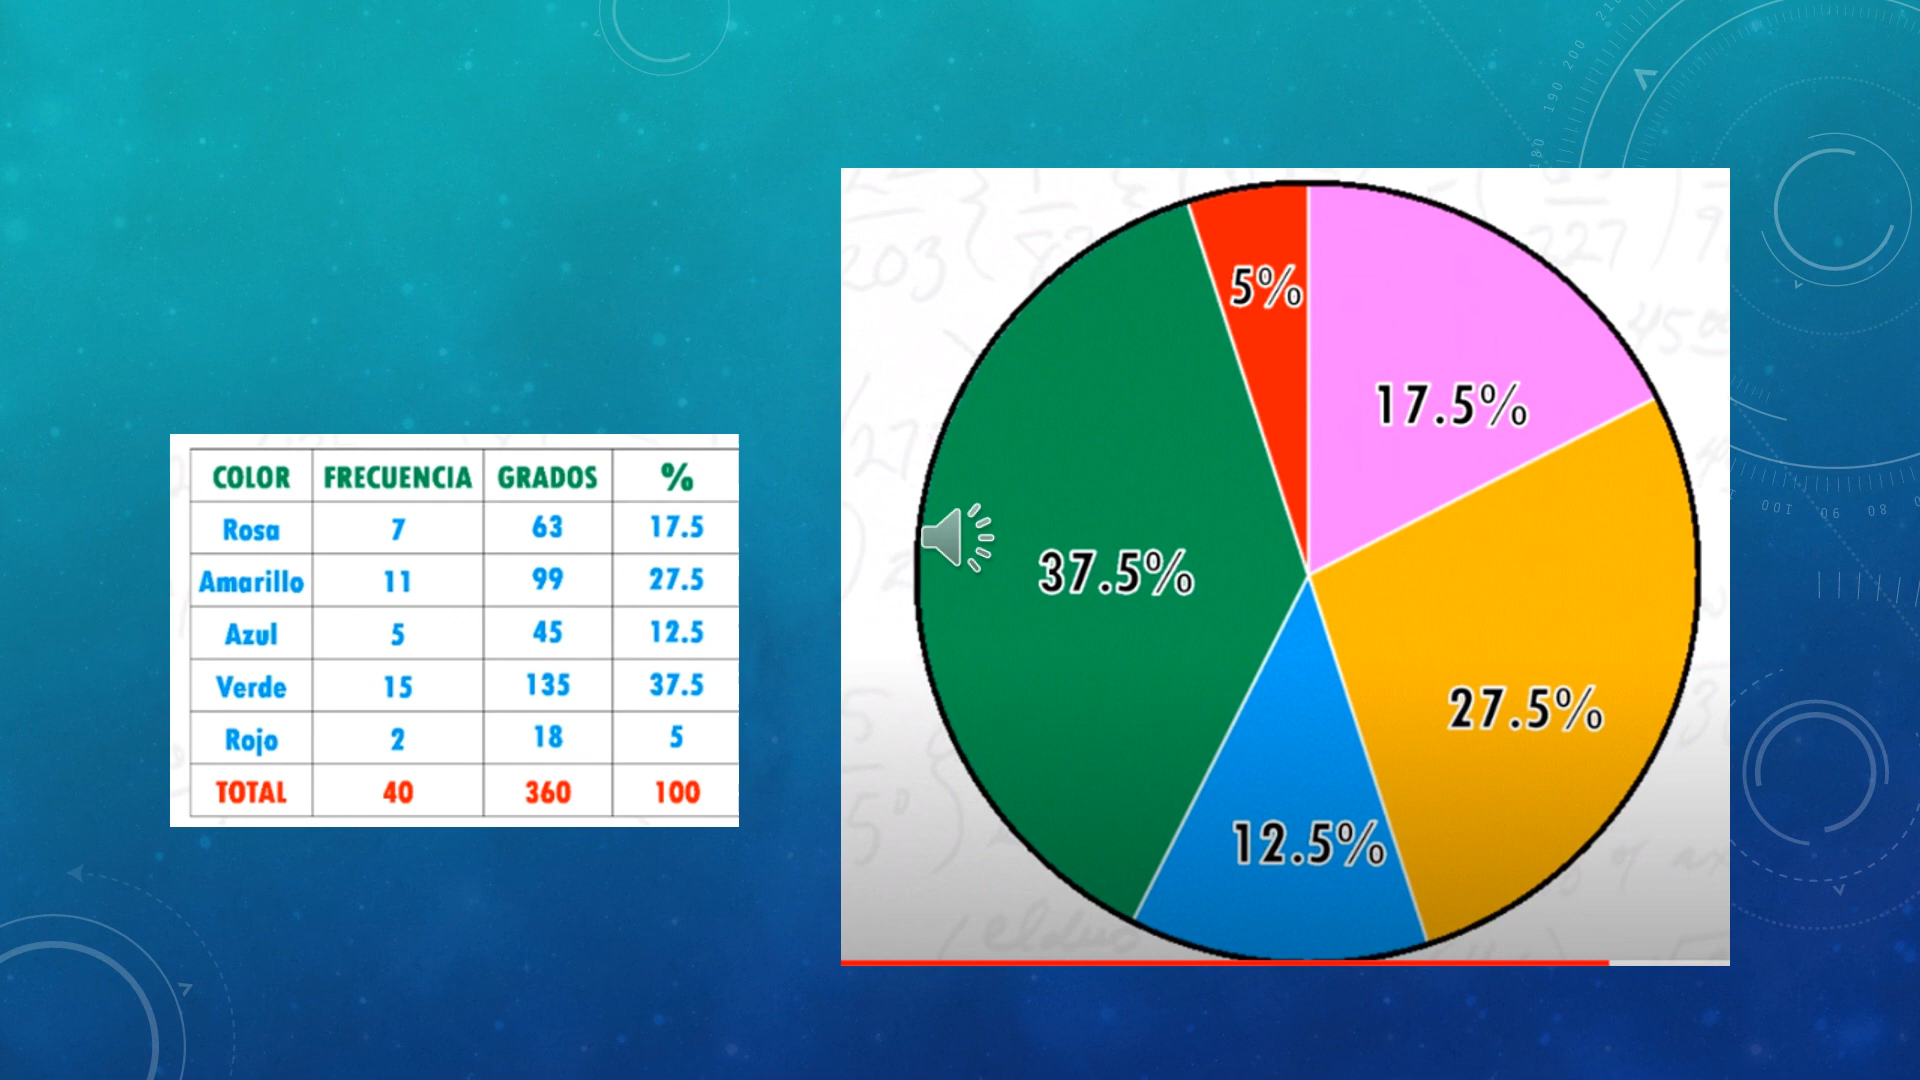 COLOR FRECUENCIA GRADOS %
Rosa 7 63 17.5
Amarillo 11 99 27.5
Azul 5 45 12.5
Verde 15 135 37.5
Rojo 2 18 5
TOTAL 40 360 100
5%
17.5%
37.5%
27.5%
12.5%